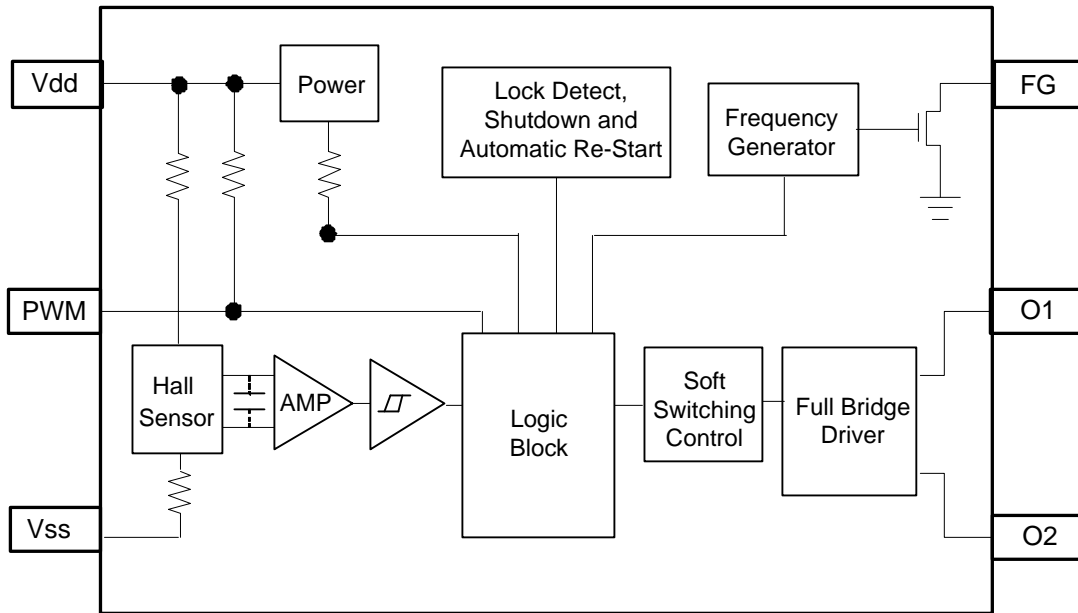 Vdd
Power
Lock Detect,
Shutdown and
Automatic Re-Start
Frequency
Generator
FG
PWM
O1
Hall
Sensor
AMP
Logic
Block
Soft
Switching
Control
Full Bridge
Driver
Vss
O2